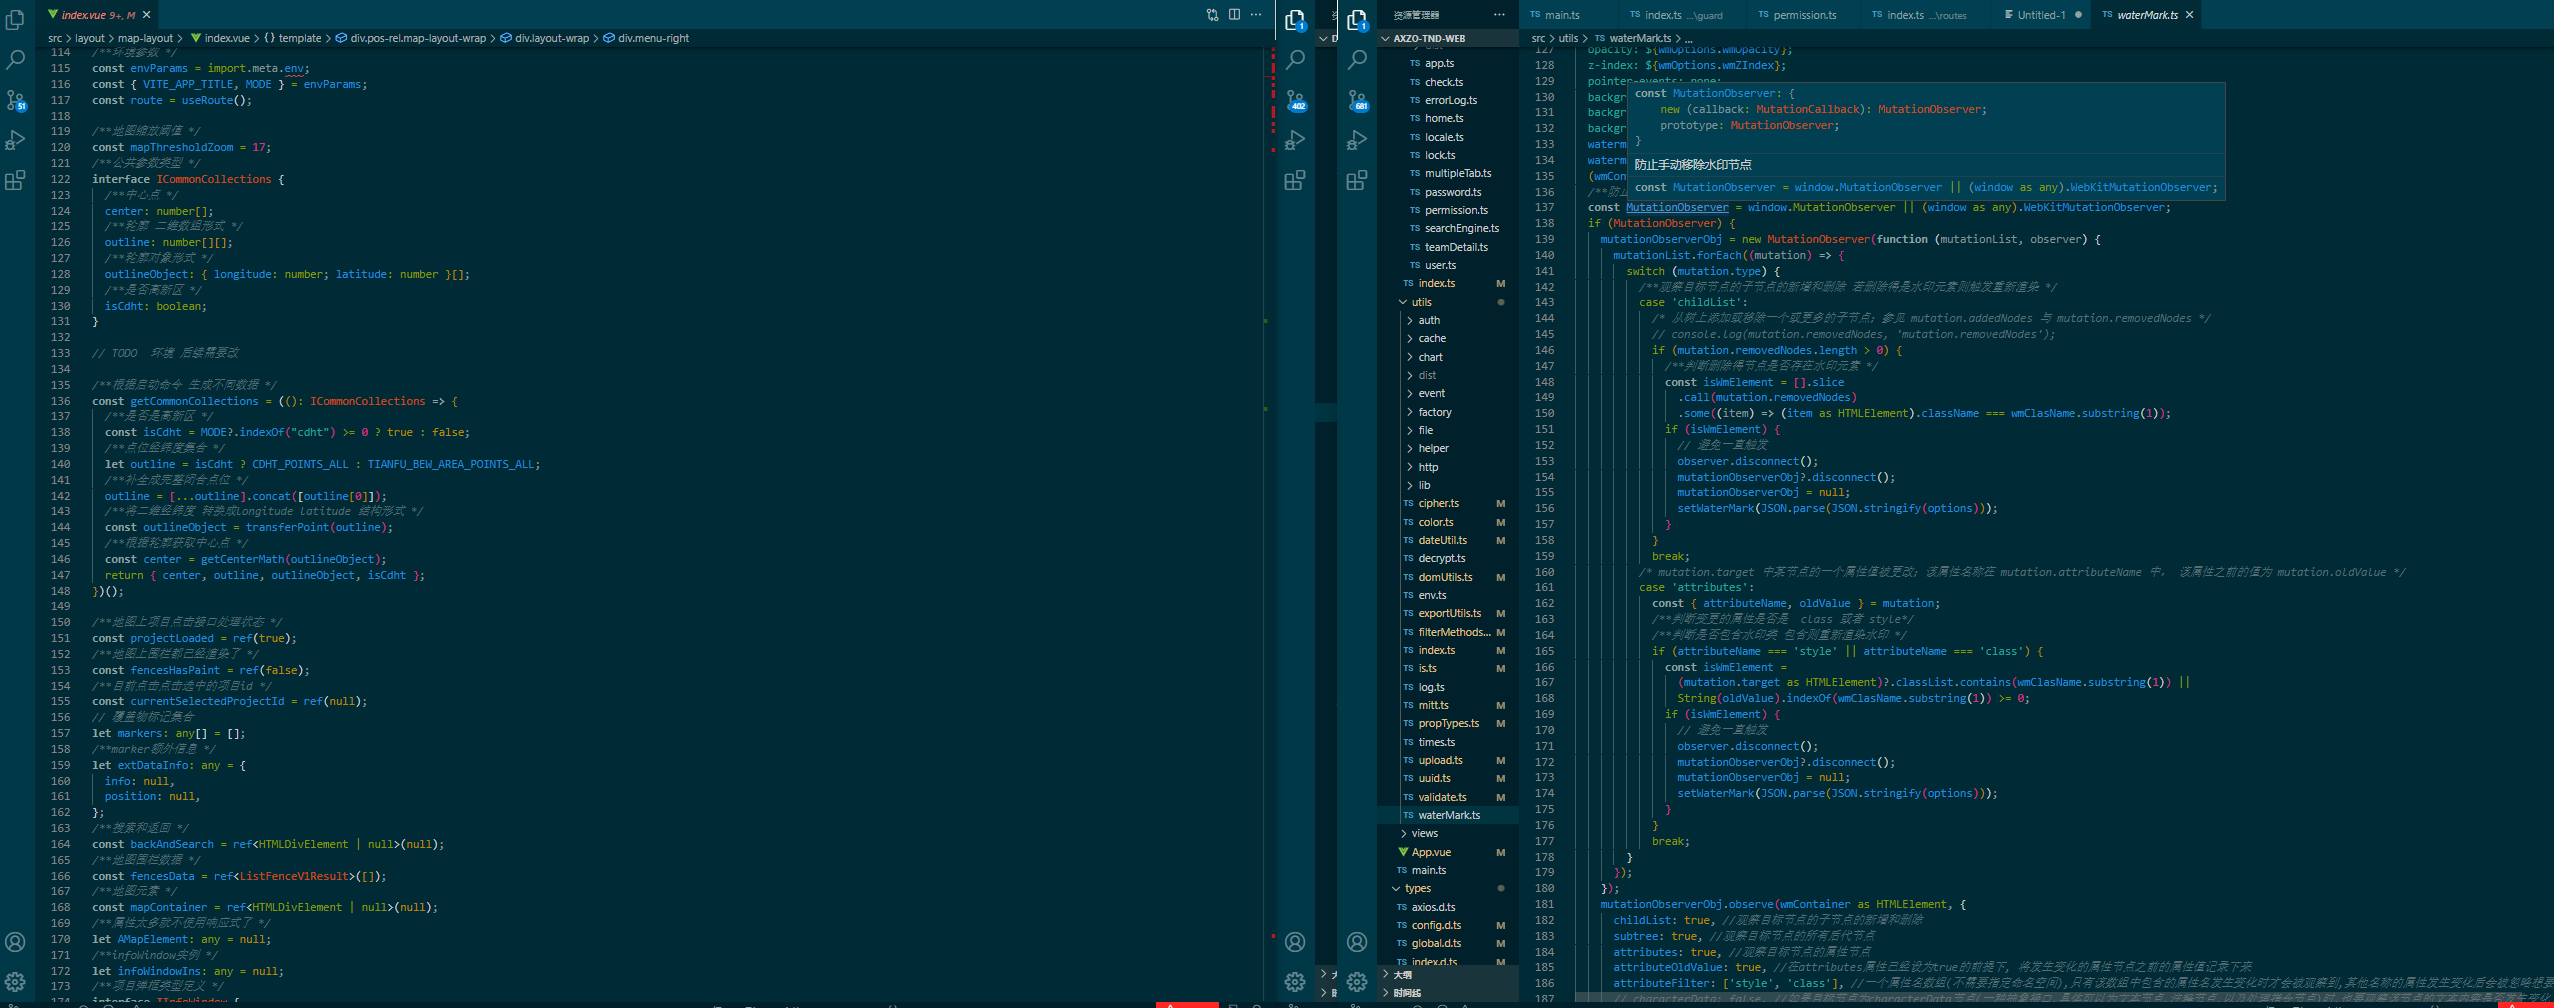 index.vue 9+, M
src > layout > map-layout > index.vue > {} template > div.pos-rel.map-layout-wrap > div.layout-wrap > div.menu-right
114 /**环境参数 */
115 const envParams = import.meta.env;
116 const { VITE_APP_TITLE, MODE } = envParams;
117 const route = useRoute();
118
119 /**地图缩放阈值 */
120 const mapThresholdZoom = 17;
121 /**公共参数类型 */
122 interface ICommonCollections {
123 /**中心点 */
124 center: number[];
125 /**轮廓 二维数组形式 */
126 outline: number[][];
127 /**轮廓对象形式 */
128 outlineObject: { longitude: number; latitude: number }[];
129 /**是否高新区 */
130 isCdht: boolean;
131 }
132
133 // TODO 环境 后续需要改
134
135 /**根据启动命令 生成不同数据 */
136 const getCommonCollections = ((): ICommonCollections => {
137 /**是否是高新区 */
138 const isCdht = MODE?.indexOf("cdht") >= 0 ? true : false;
139 /**点位经纬度集合 */
140 let outline = isCdht ? CDHT_POINTS_ALL : TIANFU_BEW_AREA_POINTS_ALL;
141 /**补全成完整闭合点位 */
142 outline = [...outline].concat([outline[0]]);
143 /**将二维经纬度 转换成longitude latitude 结构形式 */
144 const outlineObject = transferPoint(outline);
145 /**根据轮廓获取中心点 */
146 const center = getCenterMath(outlineObject);
147 return { center, outline, outlineObject, isCdht };
148 })();
149
150 /**地图上项目点击接口处理状态 */
151 const projectLoaded = ref(true);
152 /**地图上围栏都已经渲染了 */
153 const fencesHasPaint = ref(false);
154 /**目前点击点击选中的项目id */
155 const currentSelectedProjectId = ref(null);
156 // 覆盖物标记集合
157 let markers: any[] = [];
158 /**marker额外信息 */
159 let extDataInfo: any = {
160 info: null,
161 position: null,
162 };
163 /**搜索和返回 */
164 const backAndSearch = ref<HTMLDivElement | null>(null);
165 /**地图围栏数据 */
166 const fencesData = ref<ListFenceV1Result>([]);
167 /**地图元素 */
168 const mapContainer = ref<HTMLDivElement | null>(null);
169 /**属性太多就不使用响应式了 */
170 let AMapElement: any = null;
171 /**infoWindow实例 */
172 let infoWindowIns: any = null;
173 /**项目弹框类型定义 */
174 interface IInfoWindow {
51
402
1
681
1
资源管理器
AXZO-TND-WEB
app.ts
check.ts
errorLog.ts
home.ts
locale.ts
lock.ts
multipleTab.ts
password.ts
permission.ts
searchEngine.ts
teamDetail.ts
user.ts
index.ts M
utils
auth
cache
chart
dist
event
factory
file
helper
http
lib
cipher.ts M
color.ts M
dateUtil.ts M
decrypt.ts
domUtils.ts M
env.ts
exportUtils.ts M
filterMethods... M
index.ts M
is.ts M
log.ts
mitt.ts M
propTypes.ts M
times.ts
upload.ts M
uuid.ts M
validate.ts M
waterMark.ts
views
App.vue M
main.ts
types
axios.d.ts
config.d.ts M
global.d.ts M
index.d.ts M
大纲
时间线
main.ts index.ts ...\guard permission.ts index.ts ...\routes Untitled-1 waterMark.ts
src > utils > waterMark.ts > ...
127 opacity: ${wmOptions.wmOpacity};
128 z-index: ${wmOptions.wmZIndex};
129 pointer-events: none;
130 backgr
131 backgr
132 backgr
133 waterm
134 waterm
135 (wmCon
136 /**防止
const MutationObserver: {
new (callback: MutationCallback): MutationObserver;
prototype: MutationObserver;
}
防止手动移除水印节点
const MutationObserver = window.MutationObserver || (window as any).WebKitMutationObserver;
137 const MutationObserver = window.MutationObserver || (window as any).WebKitMutationObserver;
138 if (MutationObserver) {
139 mutationObserverObj = new MutationObserver(function (mutationList, observer) {
140 mutationList.forEach((mutation) => {
141 switch (mutation.type) {
142 /**观察目标节点的子节点的新增和删除 若删除得是水印元素则触发重新渲染 */
143 case 'childList':
144 /* 从树上添加或移除一个或更多的子节点；参见 mutation.addedNodes 与 mutation.removedNodes */
145 // console.log(mutation.removedNodes, 'mutation.removedNodes');
146 if (mutation.removedNodes.length > 0) {
147 /**判断删除得节点是否存在水印元素 */
148 const isWmElement = [].slice
149 .call(mutation.removedNodes)
150 .some((item) => (item as HTMLElement).className === wmClasName.substring(1));
151 if (isWmElement) {
152 // 避免一直触发
153 observer.disconnect();
154 mutationObserverObj?.disconnect();
155 mutationObserverObj = null;
156 setWaterMark(JSON.parse(JSON.stringify(options)));
157 }
158 }
159 break;
160 /* mutation.target 中某节点的一个属性值被更改；该属性名称在 mutation.attributeName 中， 该属性之前的值为 mutation.oldValue */
161 case 'attributes':
162 const { attributeName, oldValue } = mutation;
163 /**判断变更的属性是否是 class 或者 style*/
164 /**判断是否包含水印类 包含则重新渲染水印 */
165 if (attributeName === 'style' || attributeName === 'class') {
166 const isWmElement =
167 (mutation.target as HTMLElement)?.classList.contains(wmClasName.substring(1)) ||
168 String(oldValue).indexOf(wmClasName.substring(1)) >= 0;
169 if (isWmElement) {
170 // 避免一直触发
171 observer.disconnect();
172 mutationObserverObj?.disconnect();
173 mutationObserverObj = null;
174 setWaterMark(JSON.parse(JSON.stringify(options)));
175 }
176 }
177 break;
178 }
179 });
180 });
181 mutationObserverObj.observe(wmContainer as HTMLElement, {
182 childList: true, //观察目标节点的子节点的新增和删除
183 subtree: true, //观察目标节点的所有后代节点
184 attributes: true, //观察目标节点的属性节点
185 attributeOldValue: true, //在attributes属性已经设为true的前提下, 将发生变化的属性节点之前的属性值记录下来
186 attributeFilter: ['style', 'class'], //一个属性名数组(不需要指定命名空间),只有该数组中包含的属性名发生变化时才会被观察到,其他名称的属性发生变化后会被忽略想要
187 // characterData: false,